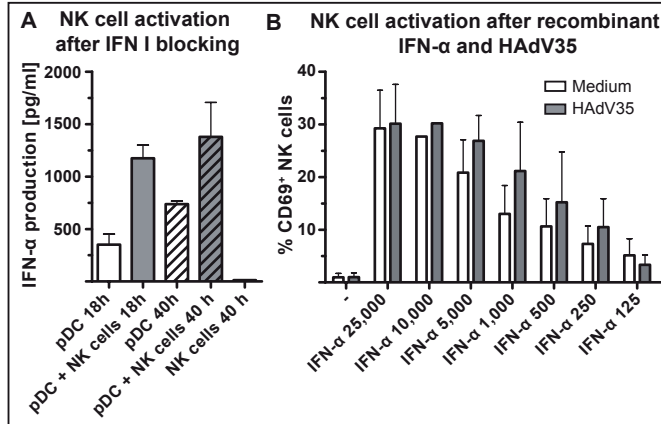 A
NK cell activation
after IFN I blocking
IFN-α production [pg/ml]
2000
1500
1250
500
pDC 18h
pDC + NK cells 18h
pDC 40h
pDC + NK cells 40 h
NK cells 40 h
B
NK cell activation after recombinant
IFN-α and HAdV35
% CD69⁺ NK cells
40
30
20
10
Medium
HAdV35
-
IFN-α 25,000
IFN-α 10,000
IFN-α 5,000
IFN-α 1,000
IFN-α 500
IFN-α 250
IFN-α 125